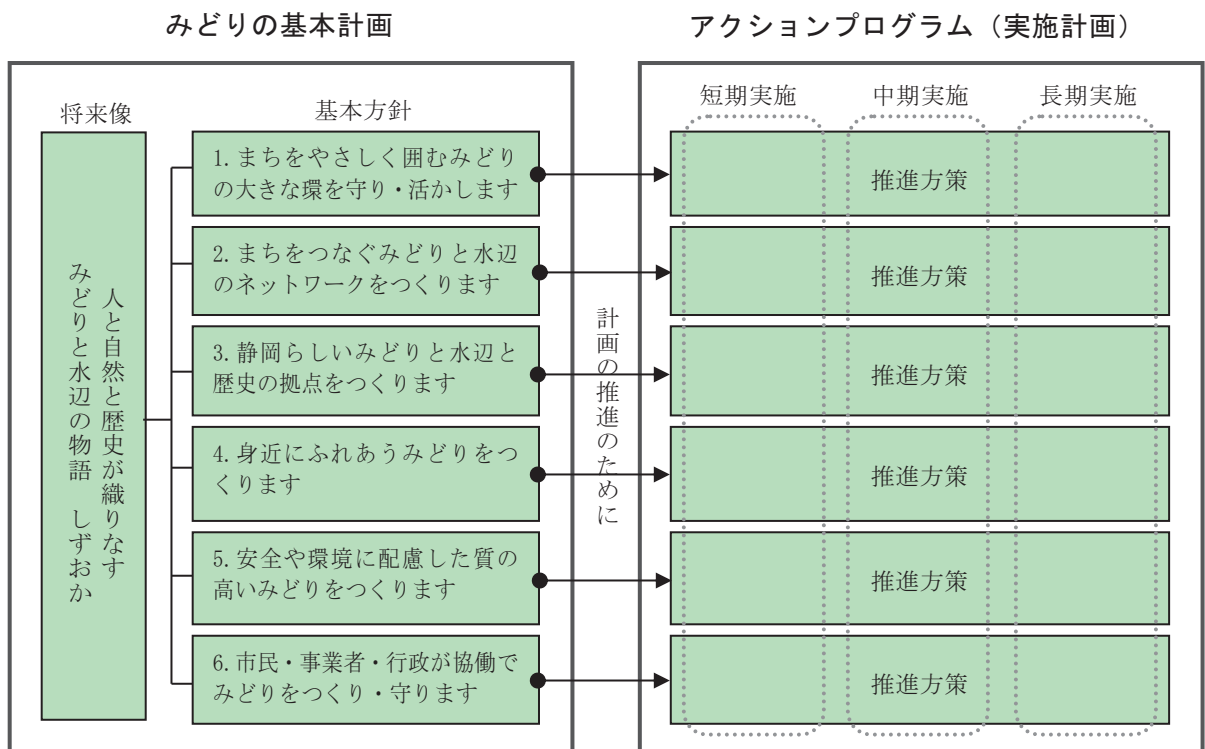 みどりの基本計画
アクションプログラム（実施計画）
将来像
基本方針
人と自然と歴史が織りなす
みどりと水辺の物語　しずおか
1.まちをやさしく囲むみどり
の大きな環を守り・活かします
2.まちをつなぐみどりと水辺
のネットワークをつくります
3.静岡らしいみどりと水辺と
歴史の拠点をつくります
4.身近にふれあうみどりをつ
くります
5.安全や環境に配慮した質の
高いみどりをつくります
6.市民・事業者・行政が協働で
みどりをつくり・守ります
計画の推進のために
短期実施
中期実施
長期実施
推進方策
推進方策
推進方策
推進方策
推進方策
推進方策